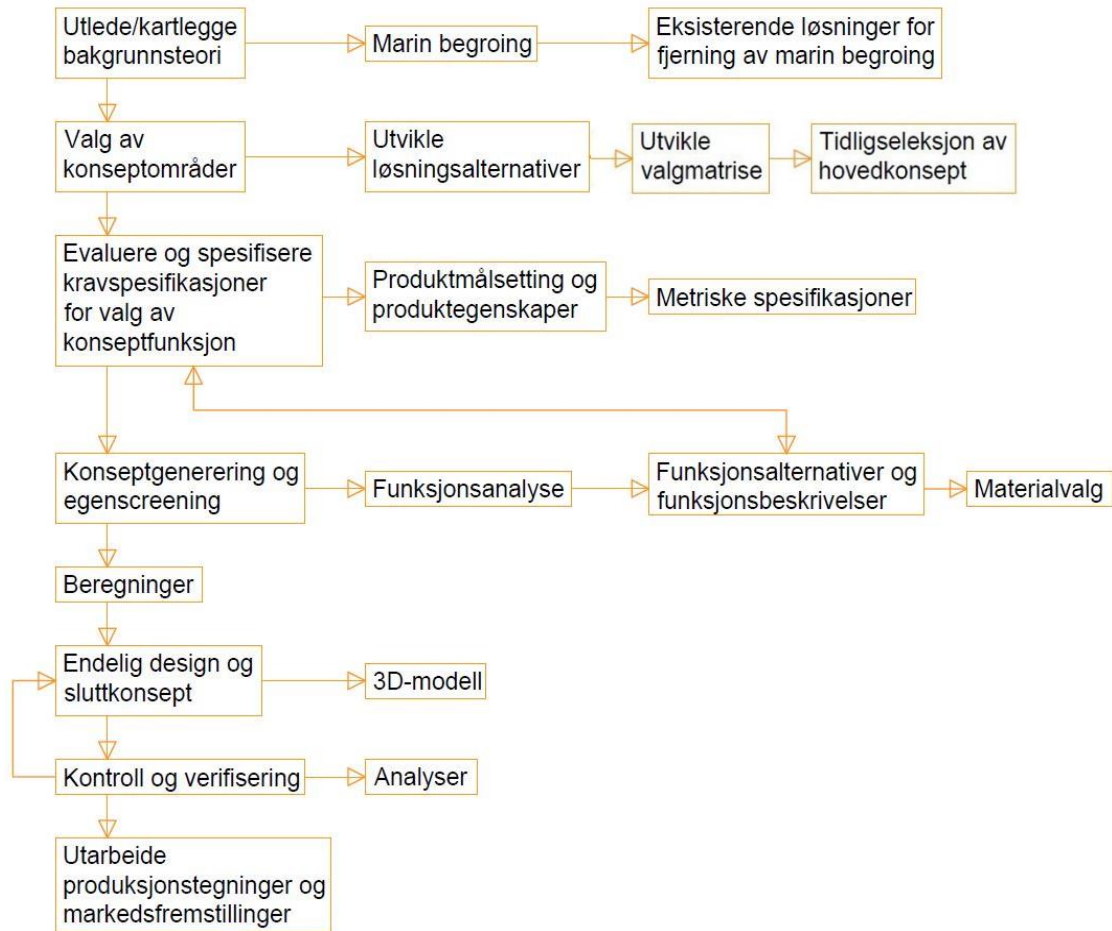 Utlede/kartlegge
bakgrunnsteori
Marin begroing
Eksisterende løsninger for
fjerning av marin begroing
Valg av
konseptområder
Utvikle
løsningsalternativer
Utvikle
valgmatrise
Tidligseleksjon av
hovedkonsept
Evaluere og spesifisere
kravspesifikasjoner
for valg av
konseptfunksjon
Produktmålsetting og
produktegenskaper
Metriske spesifikasjoner
Konseptgenerering og
egenscreening
Funksjonsanalyse
Funksjonsalternativer og
funksjonsbeskrivelser
Materialvalg
Beregninger
Endelig design og
sluttkonsept
3D-modell
Kontroll og verifisering
Analyser
Utarbeide
produksjonstegninger og
markedsfremstillinger